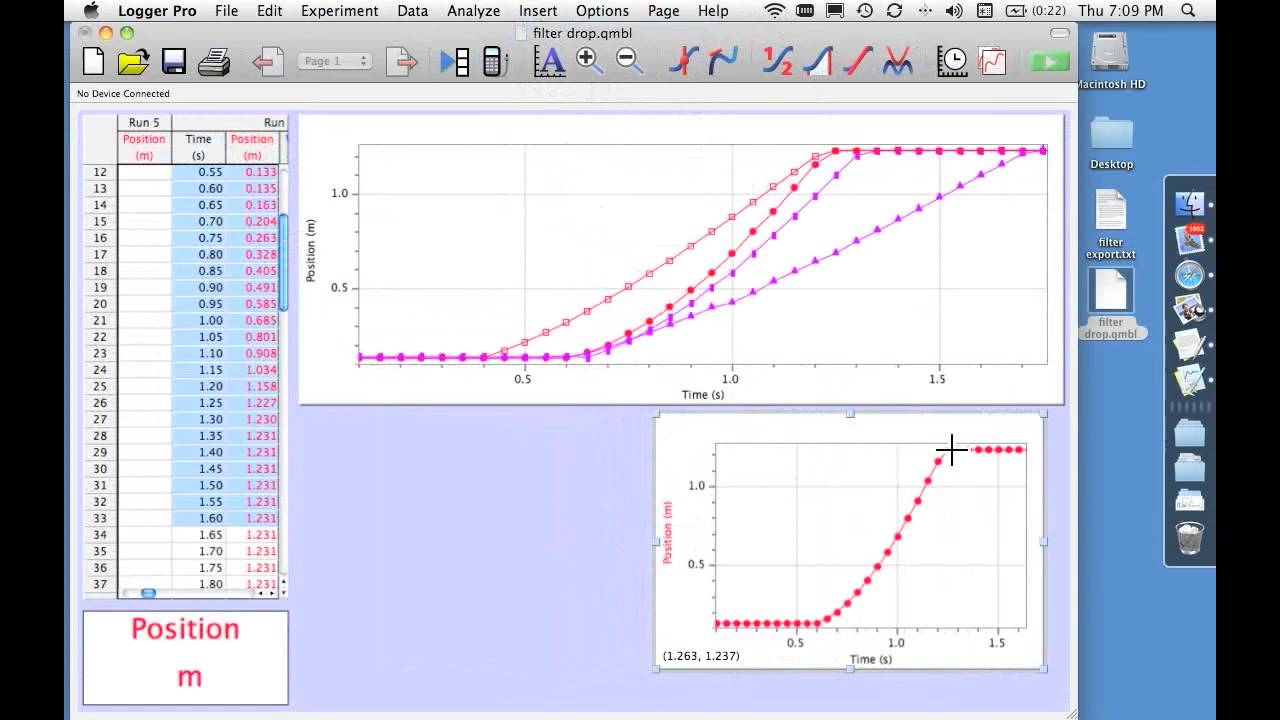 Logger Pro File Edit Experiment Data Analyze Insert Options Page Help (0:22) Thu 7:09 PM
filter drop.qmbl
Page 1
No Device Connected
Macintosh HD
Desktop
filter
export.txt
filter
drop.qmbl
1603
Run 5 Run
Position Time Position
(m) (s) (m)
12 0.55 0.133
13 0.60 0.135
14 0.65 0.163
15 0.70 0.204
16 0.75 0.263
17 0.80 0.328
18 0.85 0.405
19 0.90 0.491
20 0.95 0.585
21 1.00 0.685
22 1.05 0.801
23 1.10 0.908
24 1.15 1.034
25 1.20 1.158
26 1.25 1.227
27 1.30 1.230
28 1.35 1.231
29 1.40 1.231
30 1.45 1.231
31 1.50 1.231
32 1.55 1.231
33 1.60 1.231
34 1.65 1.231
35 1.70 1.231
36 1.75 1.231
37 1.80 1.231
Position
m
Position (m)
1.0
0.5
0.5 1.0 1.5
Time (s)
Position (m)
1.0
0.5
0.5 1.0 1.5
(1.263, 1.237) Time (s)